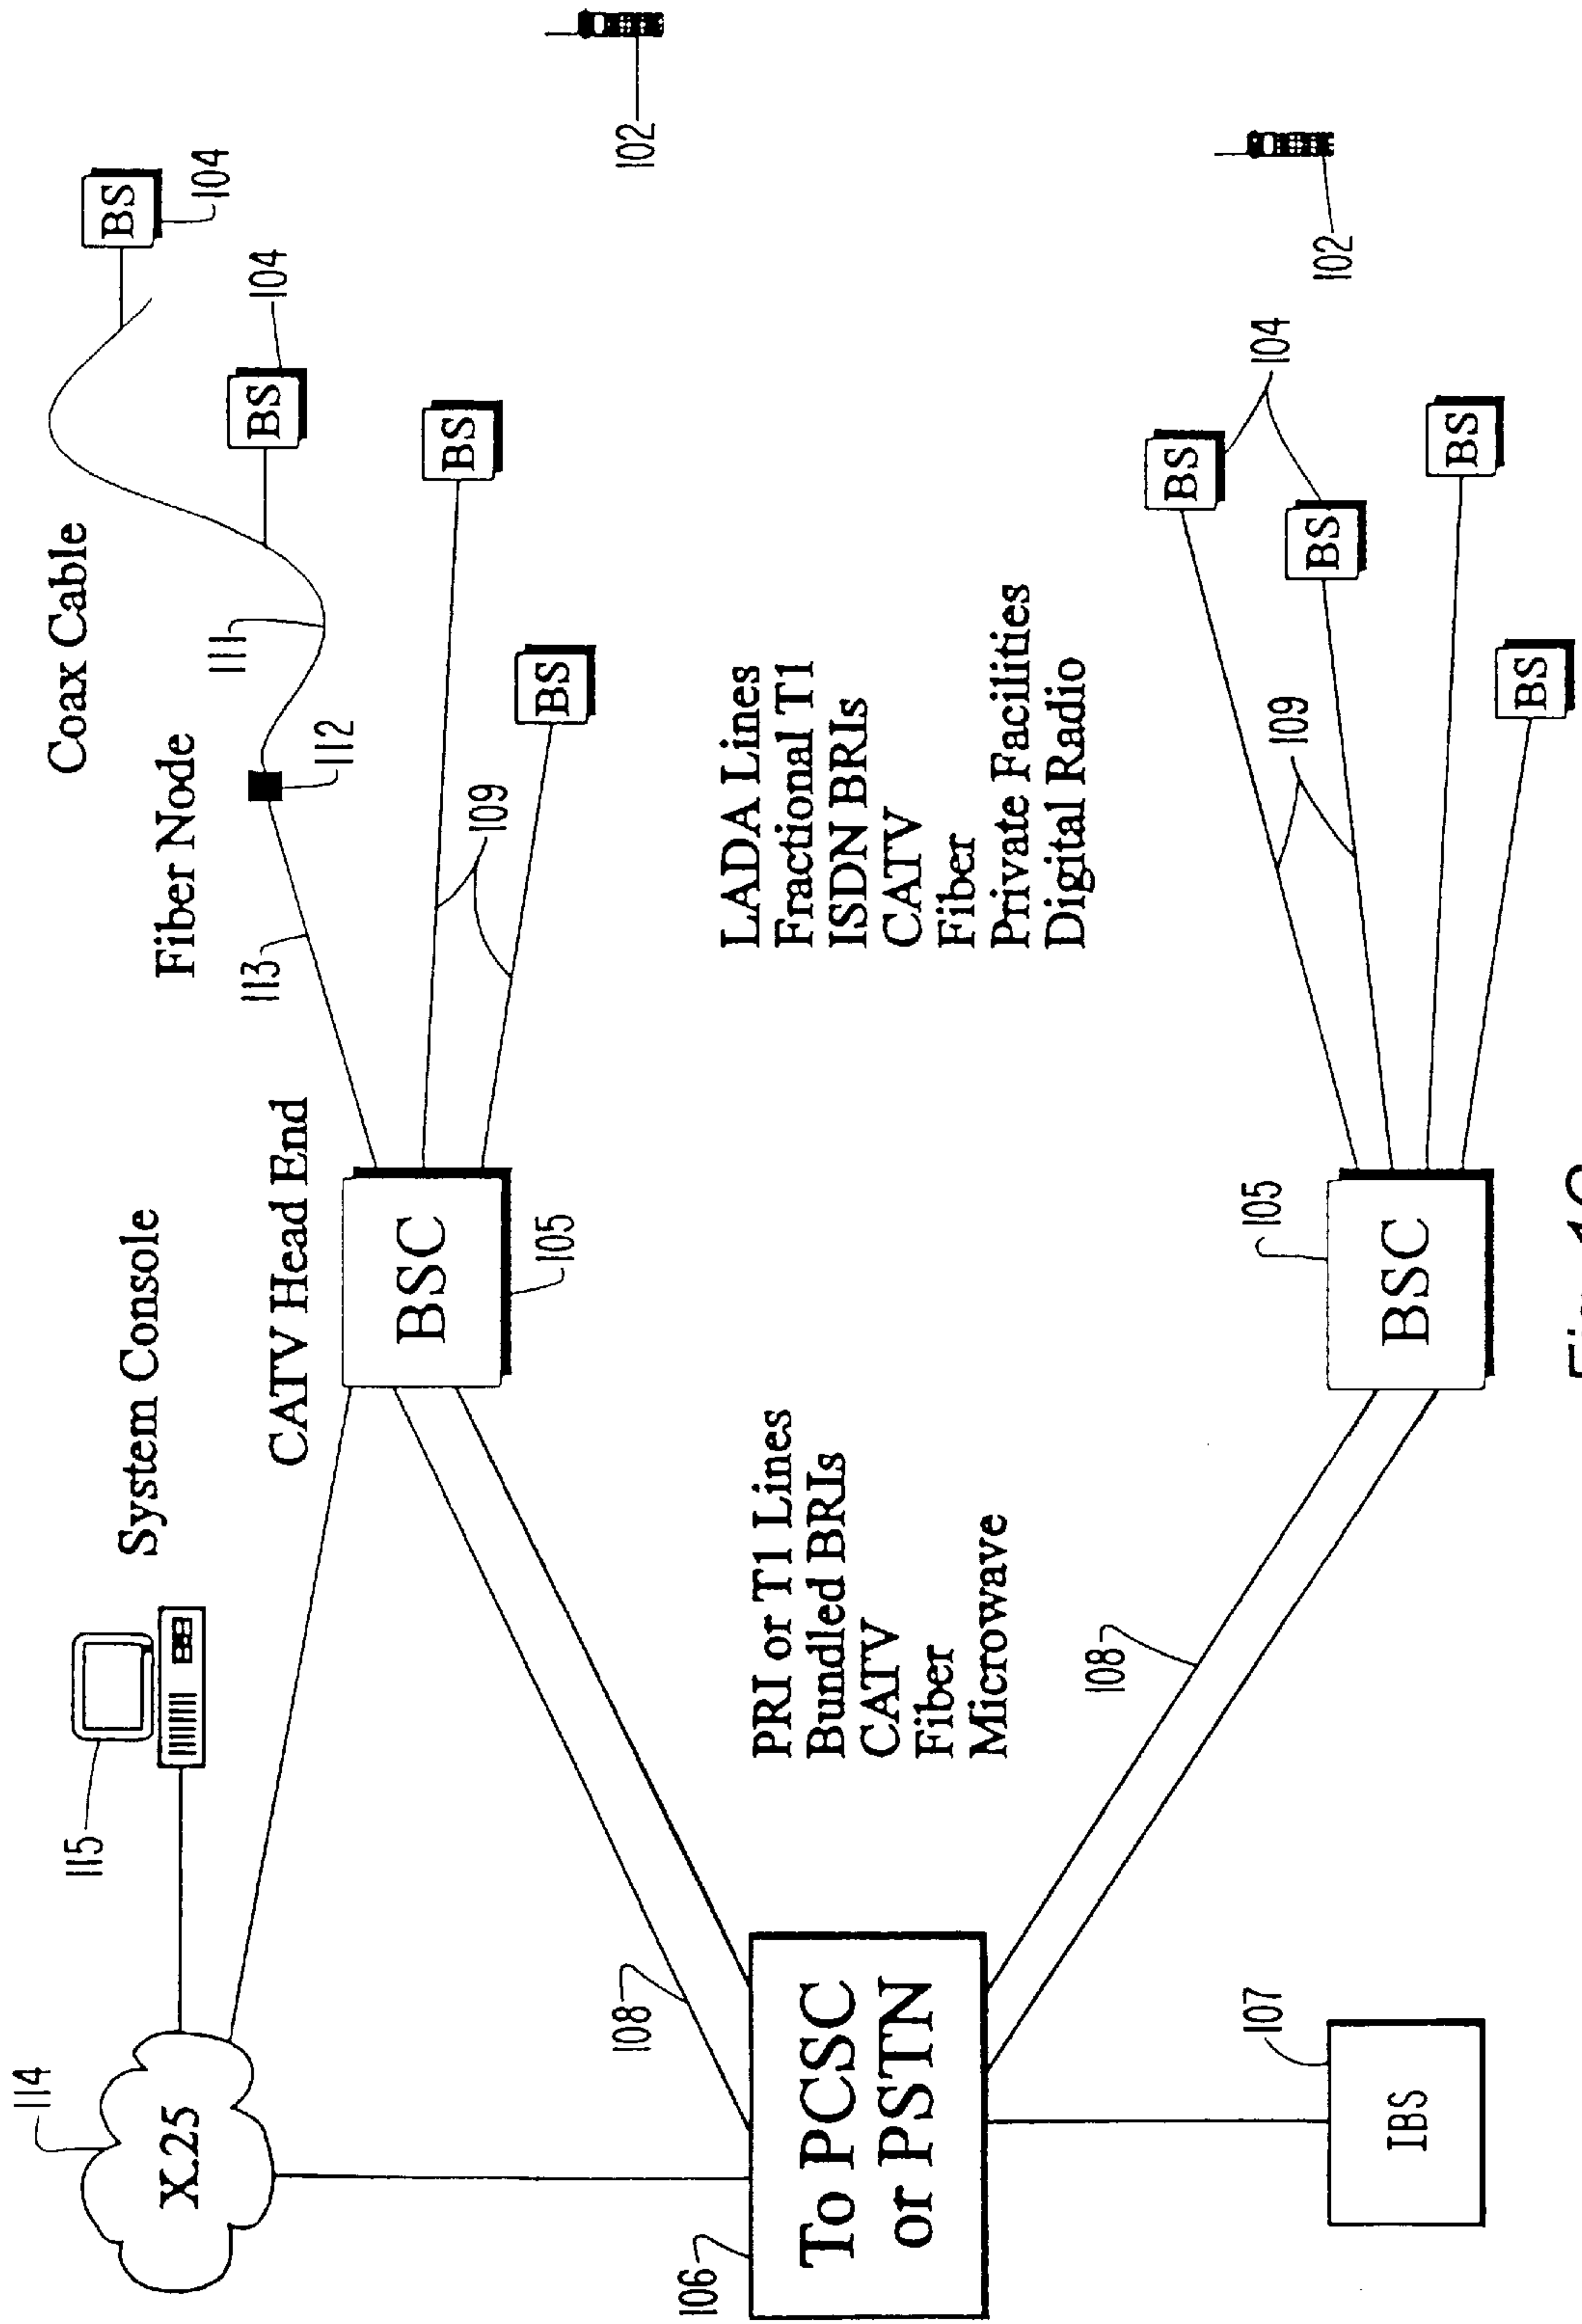 114
X.25
115
System Console
CATV Head End
Fiber Node
Coax Cable
BS
104
BS
104
111
112
113
BSC
105
BS
109
BS
102
108
106
To PCSC
or PSTN
PRI or T1 Lines
Bundled BRIs
CATV
Fiber
Microwave
LADA Lines
Fractional T1
ISDN BRIs
CATV
Fiber
Private Facilities
Digital Radio
108
107
IBS
105
BSC
109
BS
104
BS
BS
BS
102